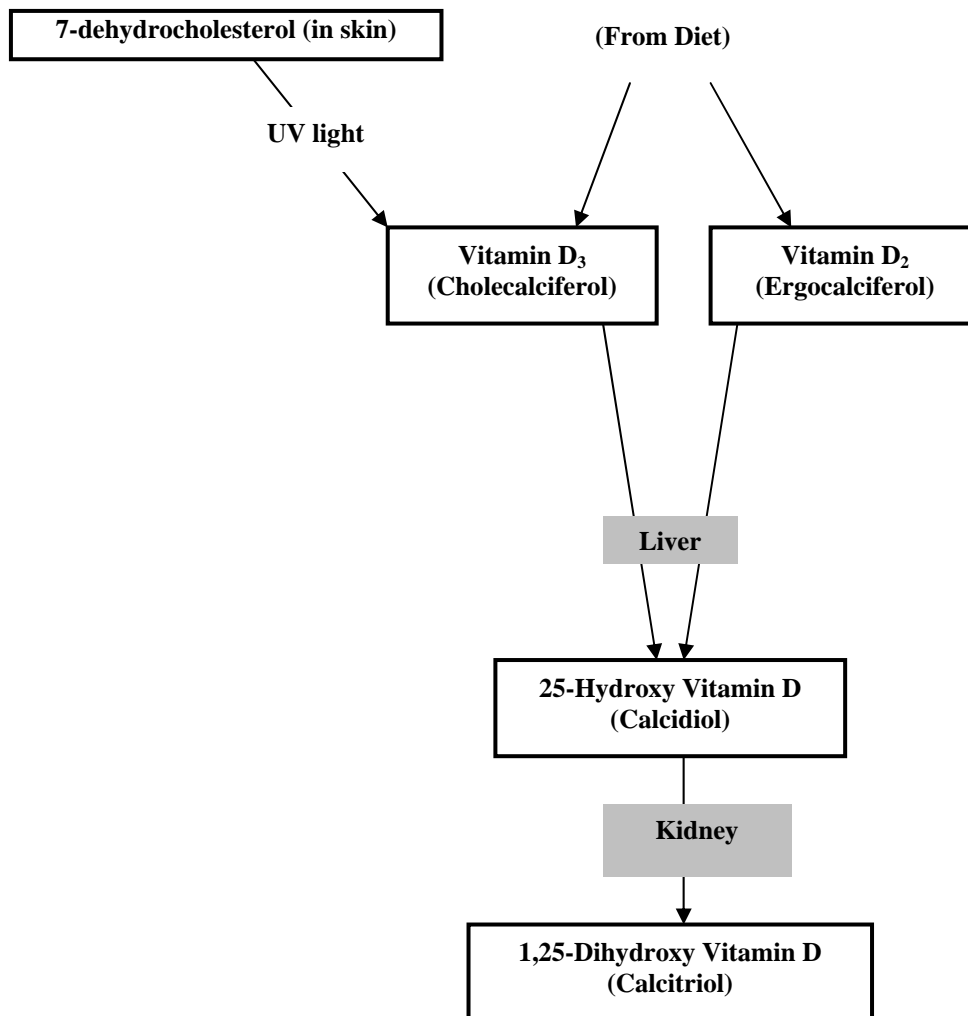 7-dehydrocholesterol (in skin)
(From Diet)
UV light
Vitamin D₃
(Cholecalciferol)
Vitamin D₂
(Ergocalciferol)
Liver
25-Hydroxy Vitamin D
(Calcidiol)
Kidney
1,25-Dihydroxy Vitamin D
(Calcitriol)